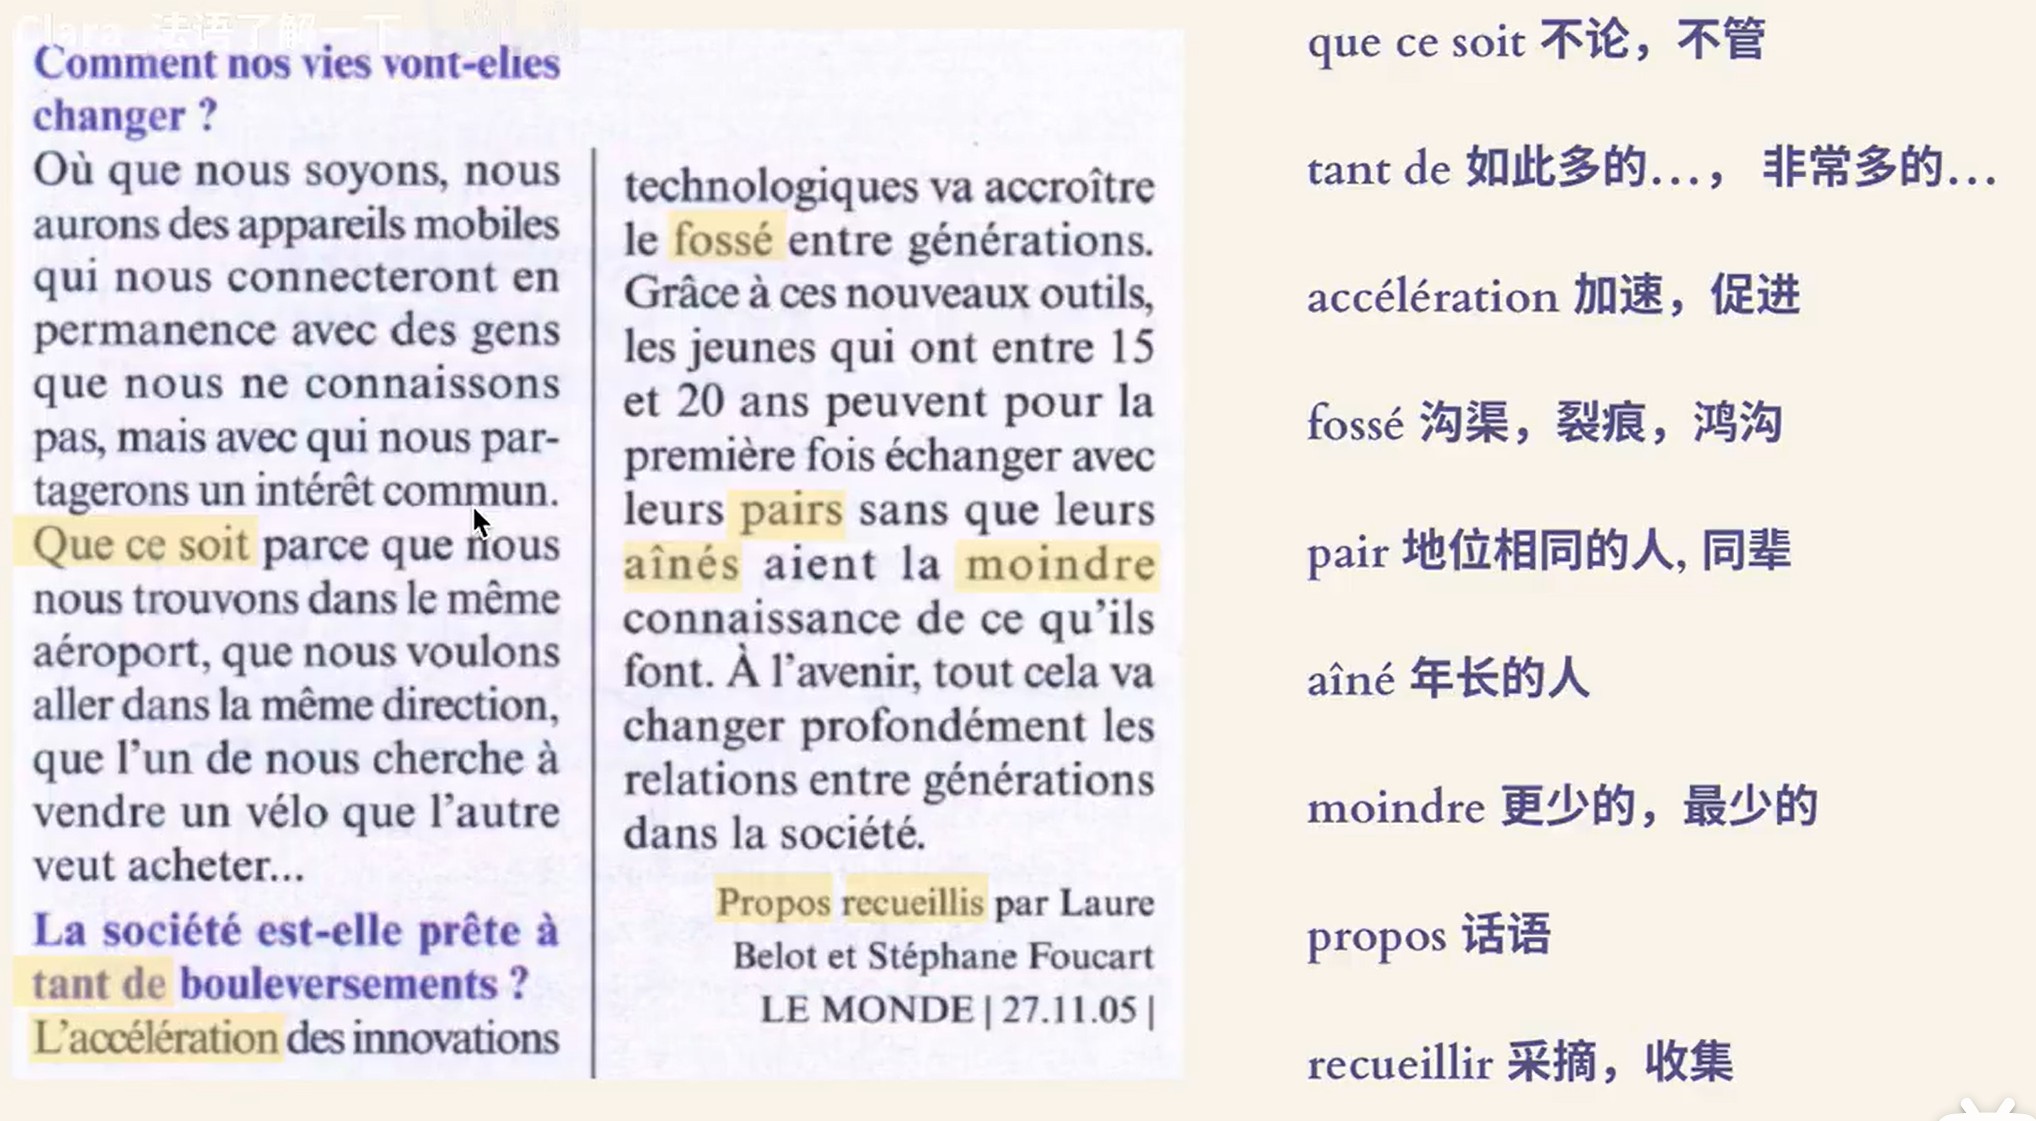 Clara_法语了解一下
Comment nos vies vont-elles
changer ?
Où que nous soyons, nous
aurons des appareils mobiles
qui nous connecteront en
permanence avec des gens
que nous ne connaissons
pas, mais avec qui nous par-
tagerons un intérêt commun.
Que ce soit parce que nous
nous trouvons dans le même
aéroport, que nous voulons
aller dans la même direction,
que l'un de nous cherche à
vendre un vélo que l'autre
veut acheter...
La société est-elle prête à
tant de bouleversements ?
L'accélération des innovations
technologiques va accroître
le fossé entre générations.
Grâce à ces nouveaux outils,
les jeunes qui ont entre 15
et 20 ans peuvent pour la
première fois échanger avec
leurs pairs sans que leurs
aînés aient la moindre
connaissance de ce qu'ils
font. À l'avenir, tout cela va
changer profondément les
relations entre générations
dans la société.
Propos recueillis par Laure
Belot et Stéphane Foucart
LE MONDE | 27.11.05 |
que ce soit 不论，不管
tant de 如此多的…， 非常多的…
accélération 加速，促进
fossé 沟渠，裂痕，鸿沟
pair 地位相同的人, 同辈
aîné 年长的人
moindre 更少的，最少的
propos 话语
recueillir 采摘，收集